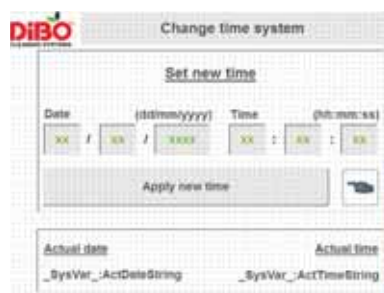 DiBO
CLEANING SYSTEMS
Change time system
Set new time
Date (dd/mm/yyyy) Time (hh:mm:ss)
xx / xx / xxxx xx : xx : xx
Apply new time
Actual date Actual time
_SysVar_:ActDateString _SysVar_:ActTimeString